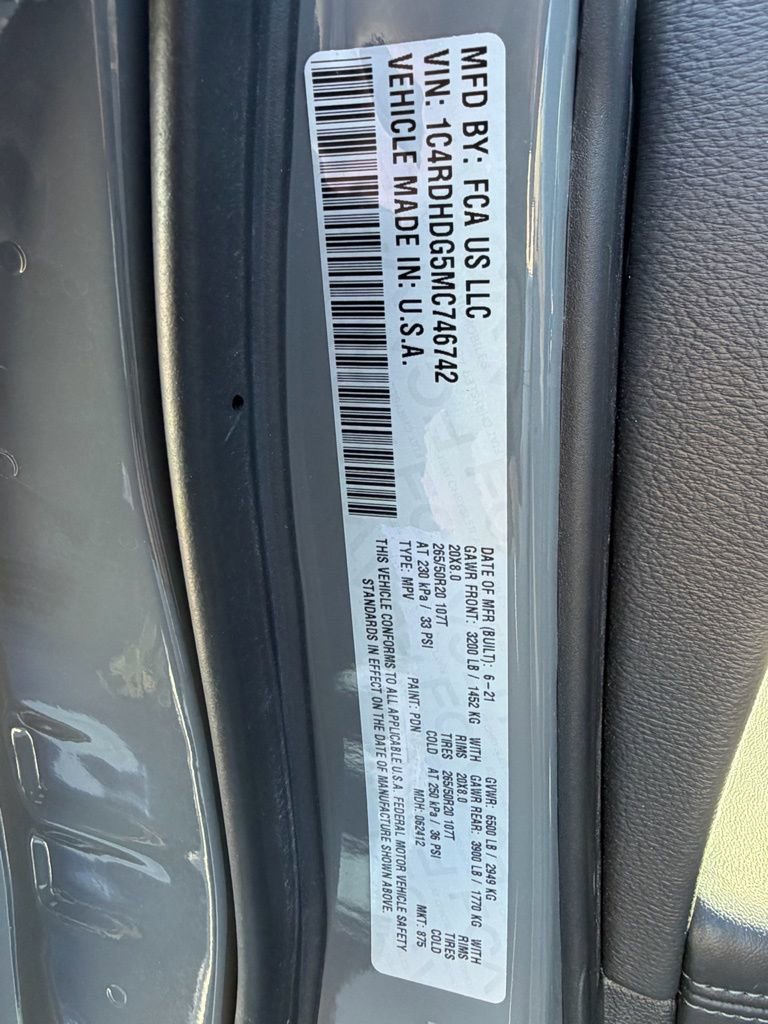 MFD BY: FCA US LLC
VIN: 1C4RDHDG5MC746742
VEHICLE MADE IN: U.S.A.
DATE OF MFR (BUILT): 6-21 GVWR: 6500 LB / 2949 KG
GAWR FRONT: 3200 LB / 1452 KG WITH GAWR REAR: 3900 LB / 1770 KG WITH
20X8.0 RIMS 20X8.0 RIMS
265/50R20 107T TIRES 265/50R20 107T TIRES
AT 230 kPa / 33 PSI COLD AT 250 kPa / 36 PSI COLD
TYPE: MPV PAINT: PDN MDH: 062412 MKT: 875
THIS VEHICLE CONFORMS TO ALL APPLICABLE U.S.A. FEDERAL MOTOR VEHICLE SAFETY
STANDARDS IN EFFECT ON THE DATE OF MANUFACTURE SHOWN ABOVE.